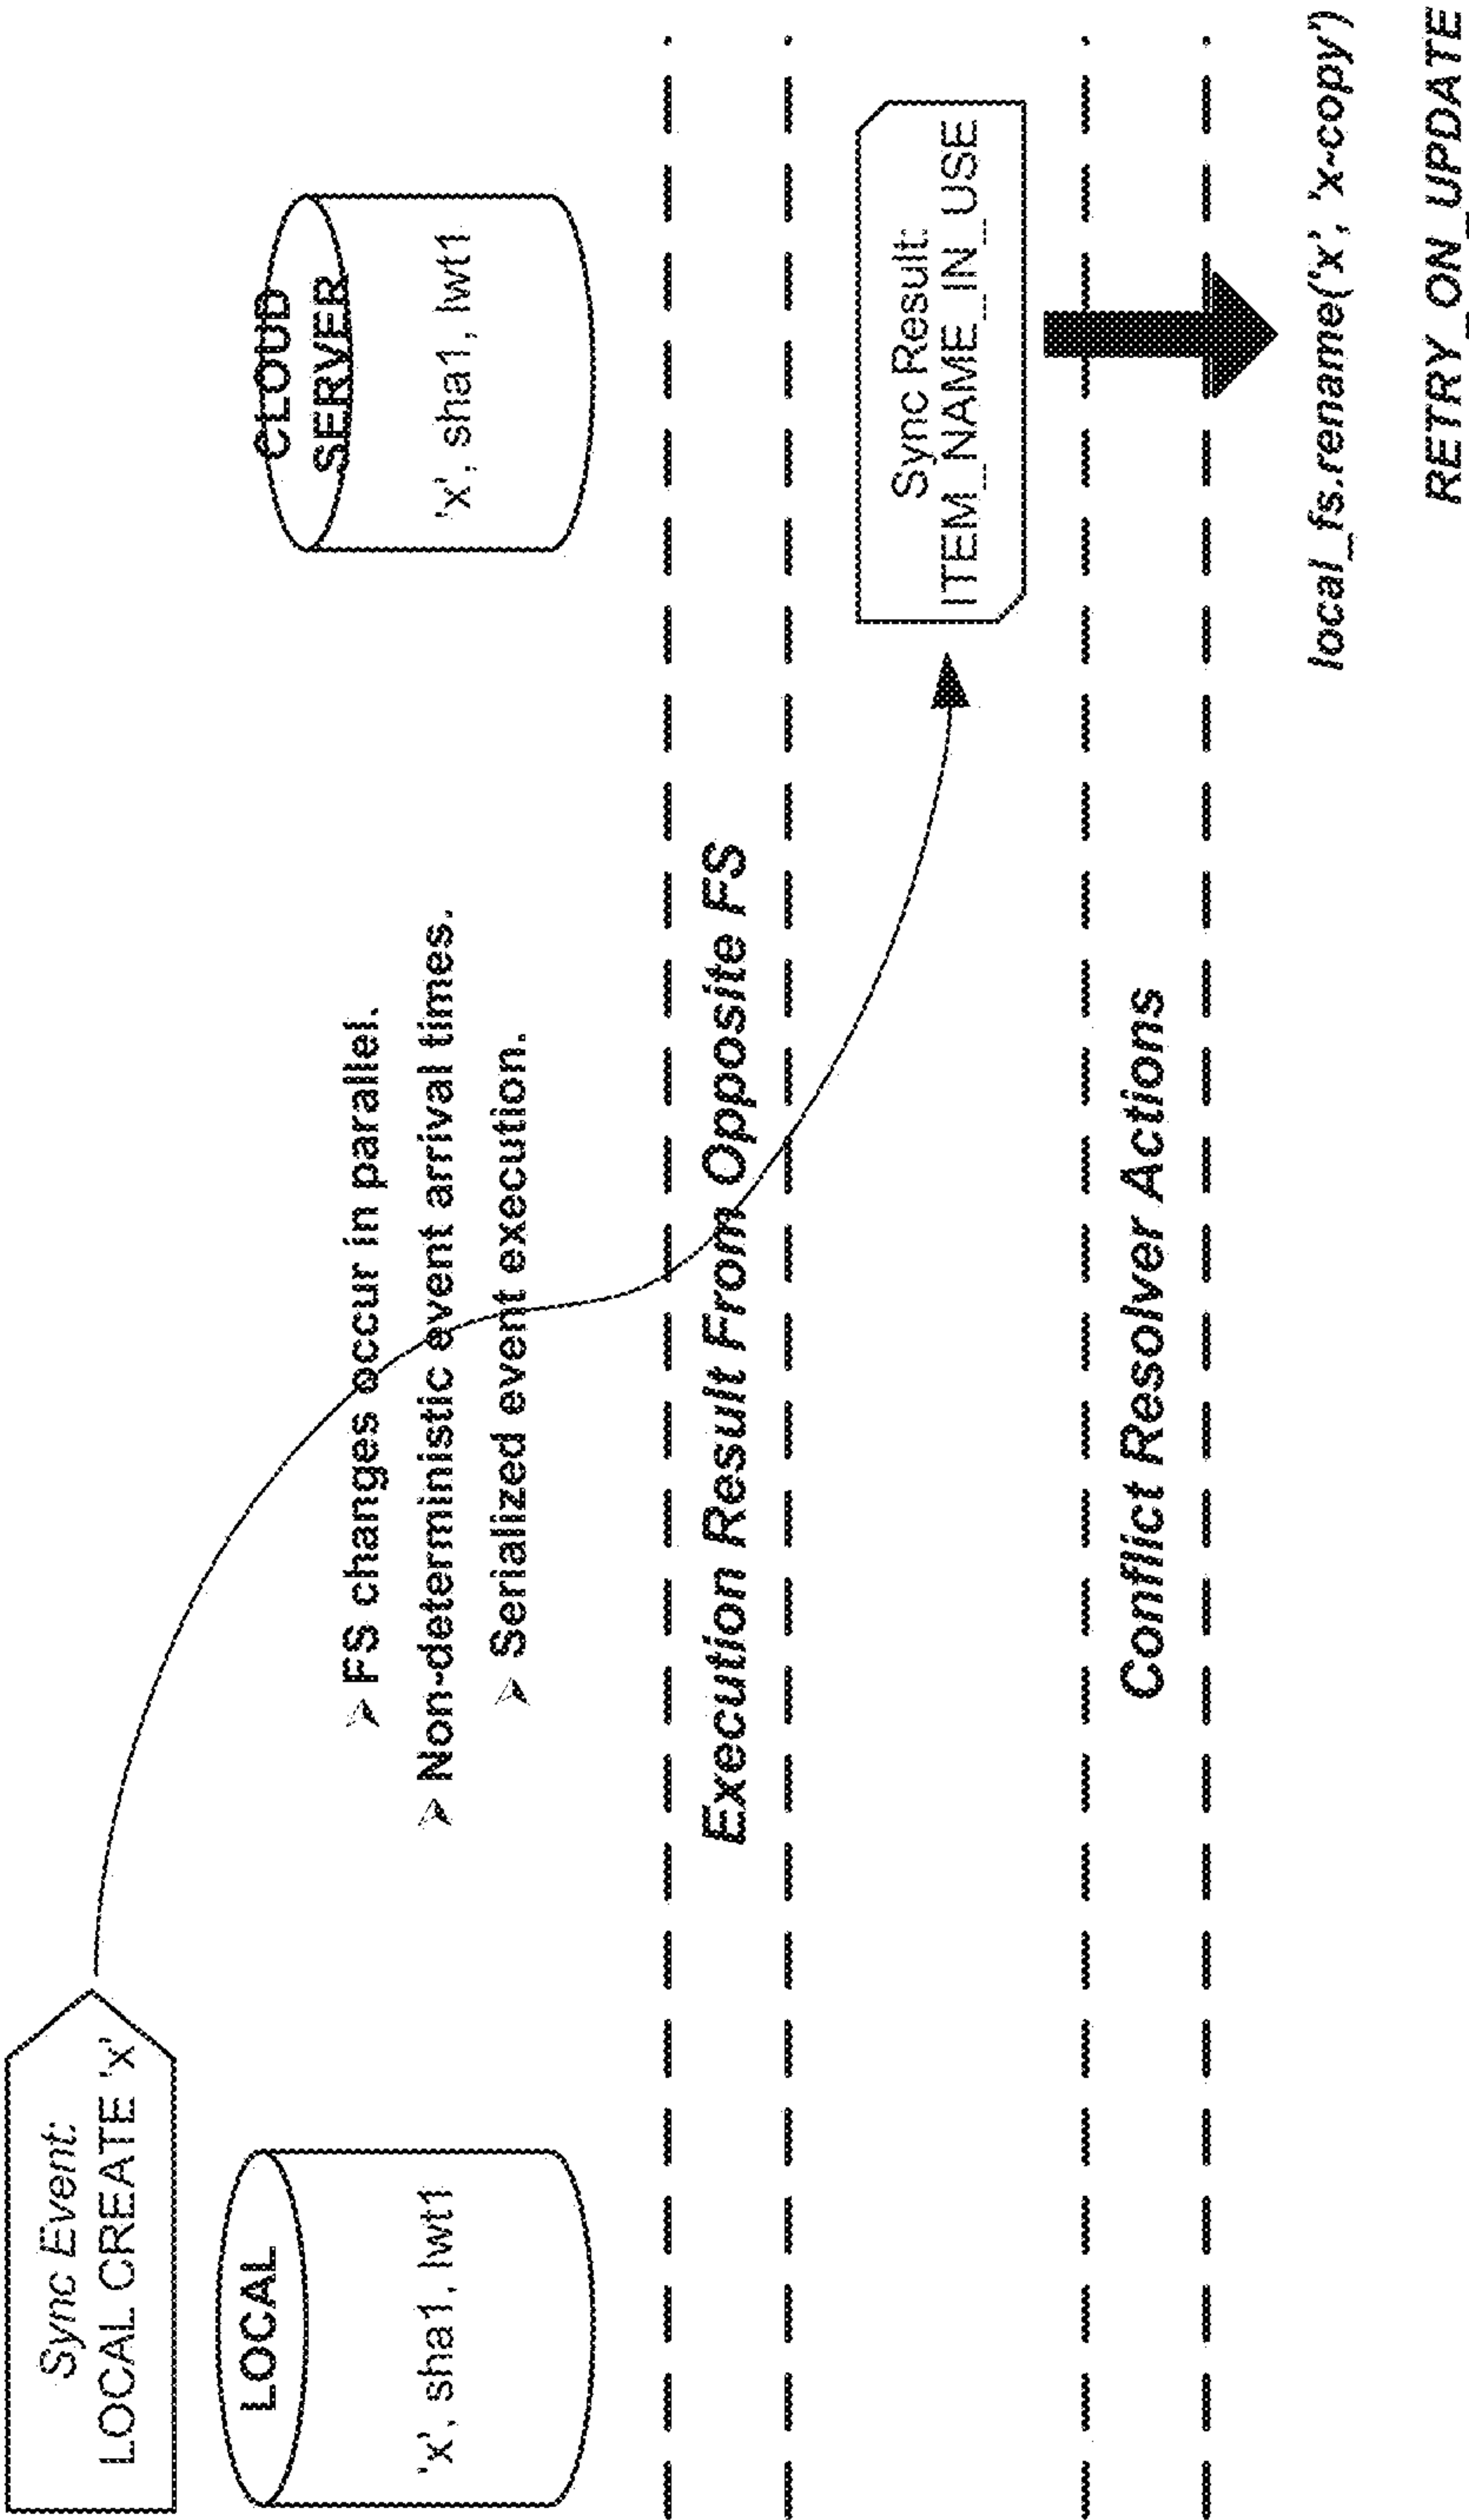 Sync Event:
LOCAL CREATE 'x'
LOCAL
'x', sha1, lwt1
➢ FS changes occur in parallel.
➢ Non-deterministic event arrival times.
➢ Serialized event execution.
CLOUD
SERVER
'x', sha1, lwt1
Execution Result From Opposite FS
Sync Result:
ITEM_NAME_IN_USE
Conflict Resolver Actions
local_fs.rename('x', 'x-copy')
RETRY_ON_UPDATE